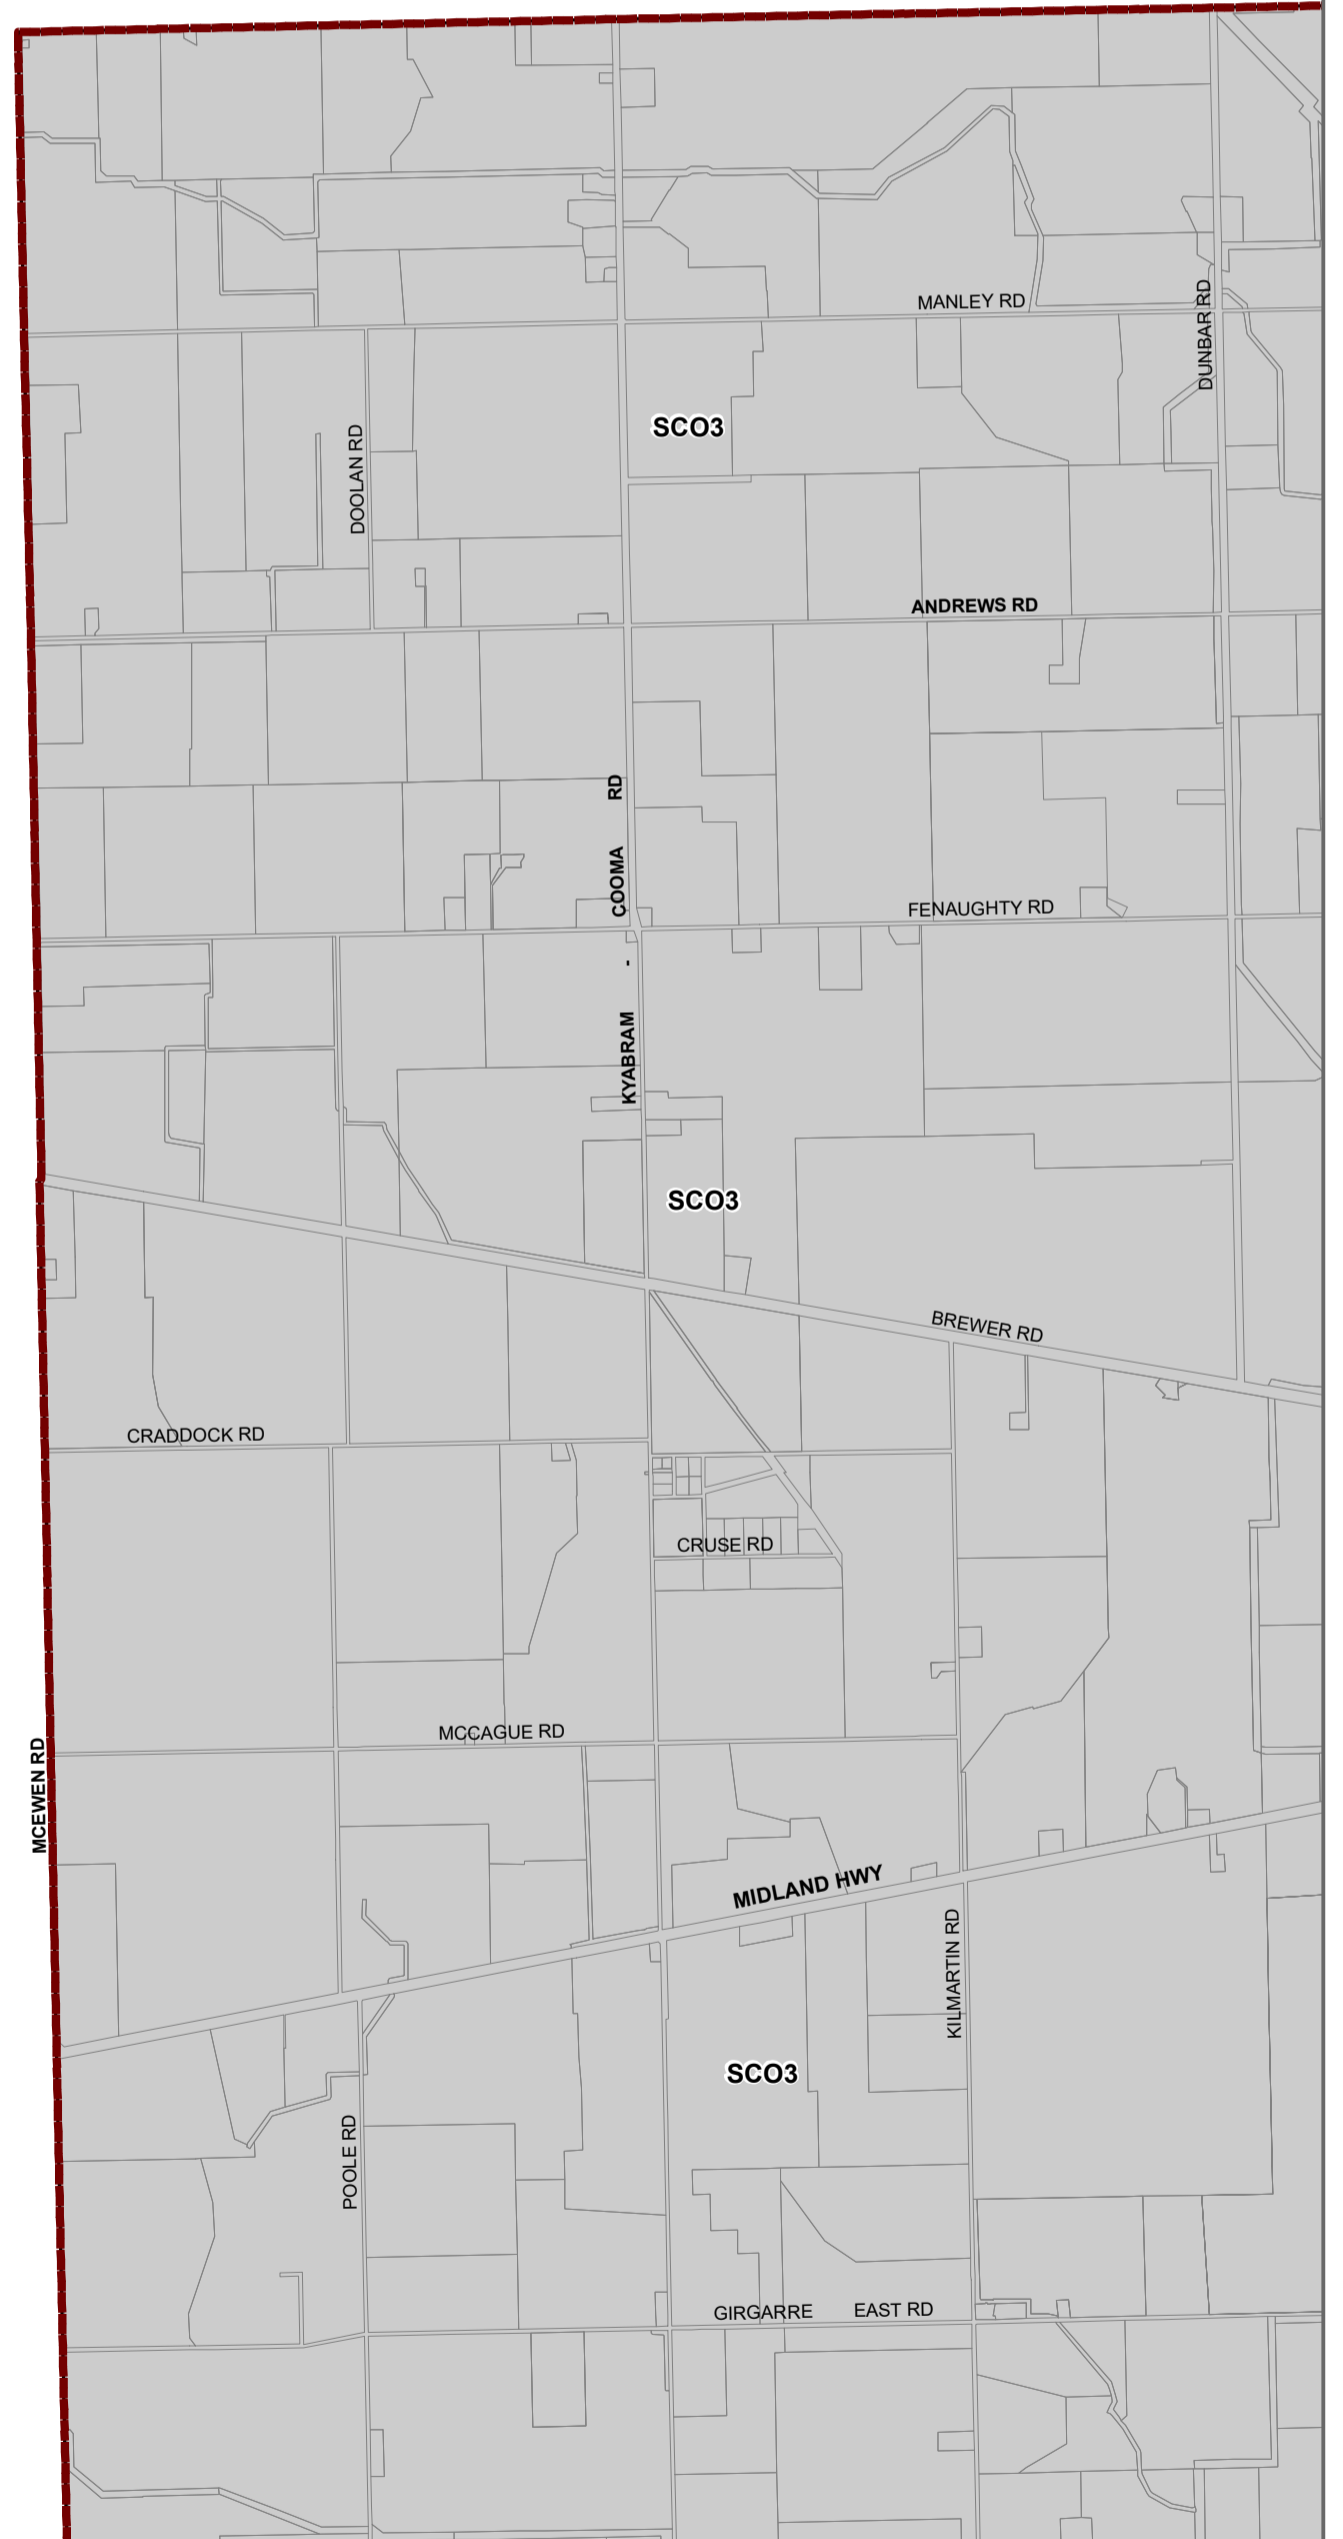 MANLEY RD
DUNBAR RD
SCO3
DOOLAN RD
ANDREWS RD
KYABRAM - COOMA RD
FENAUGHTY RD
SCO3
BREWER RD
CRADDOCK RD
CRUSE RD
MCCAGUE RD
MCEWEN RD
MIDLAND HWY
KILMARTIN RD
SCO3
POOLE RD
GIRGARRE EAST RD